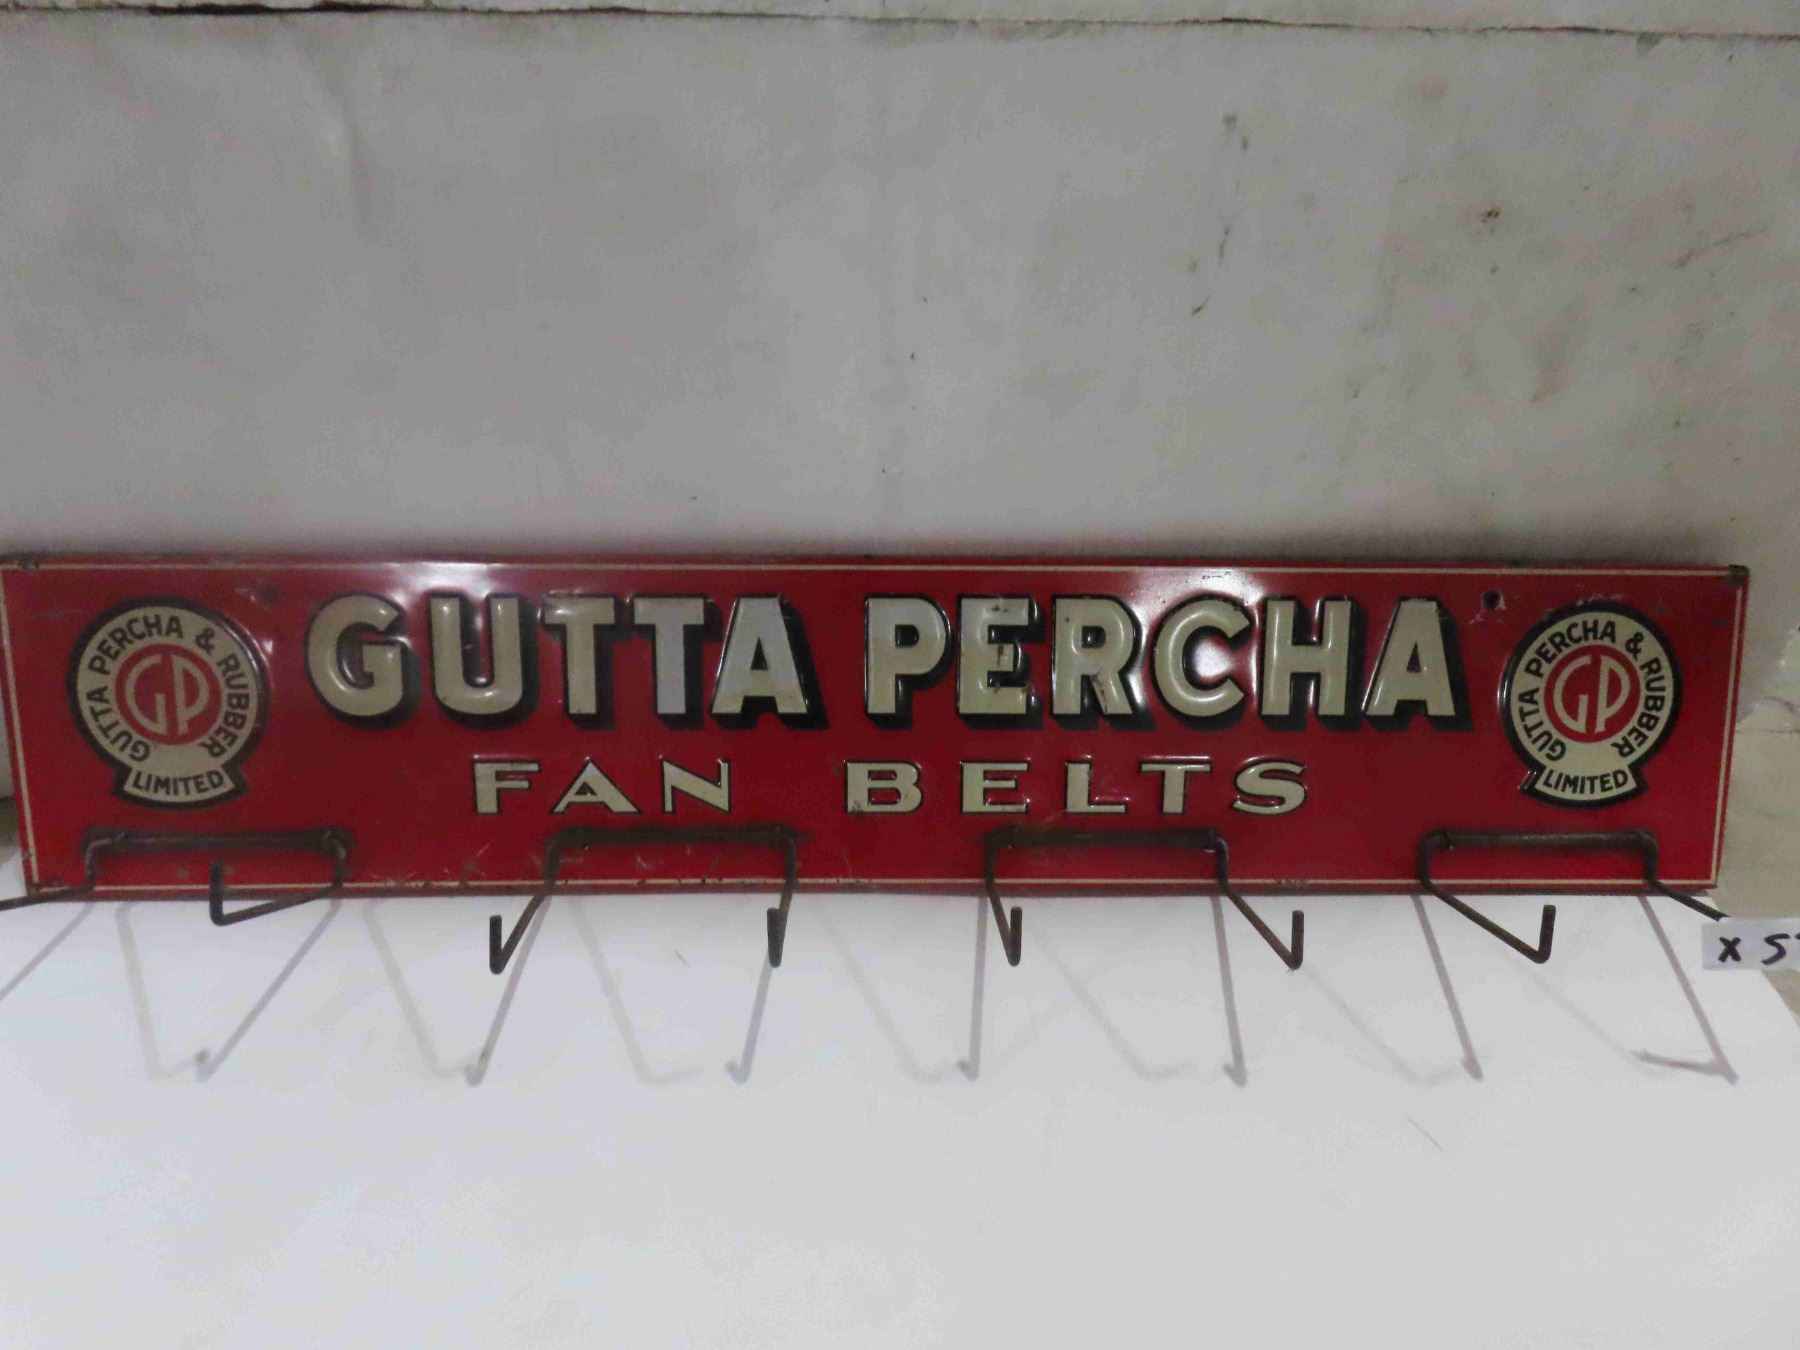 GUTTA PERCHA
FAN BELTS
GUTTA PERCHA & RUBBER
GP
LIMITED
GUTTA PERCHA & RUBBER
GP
LIMITED